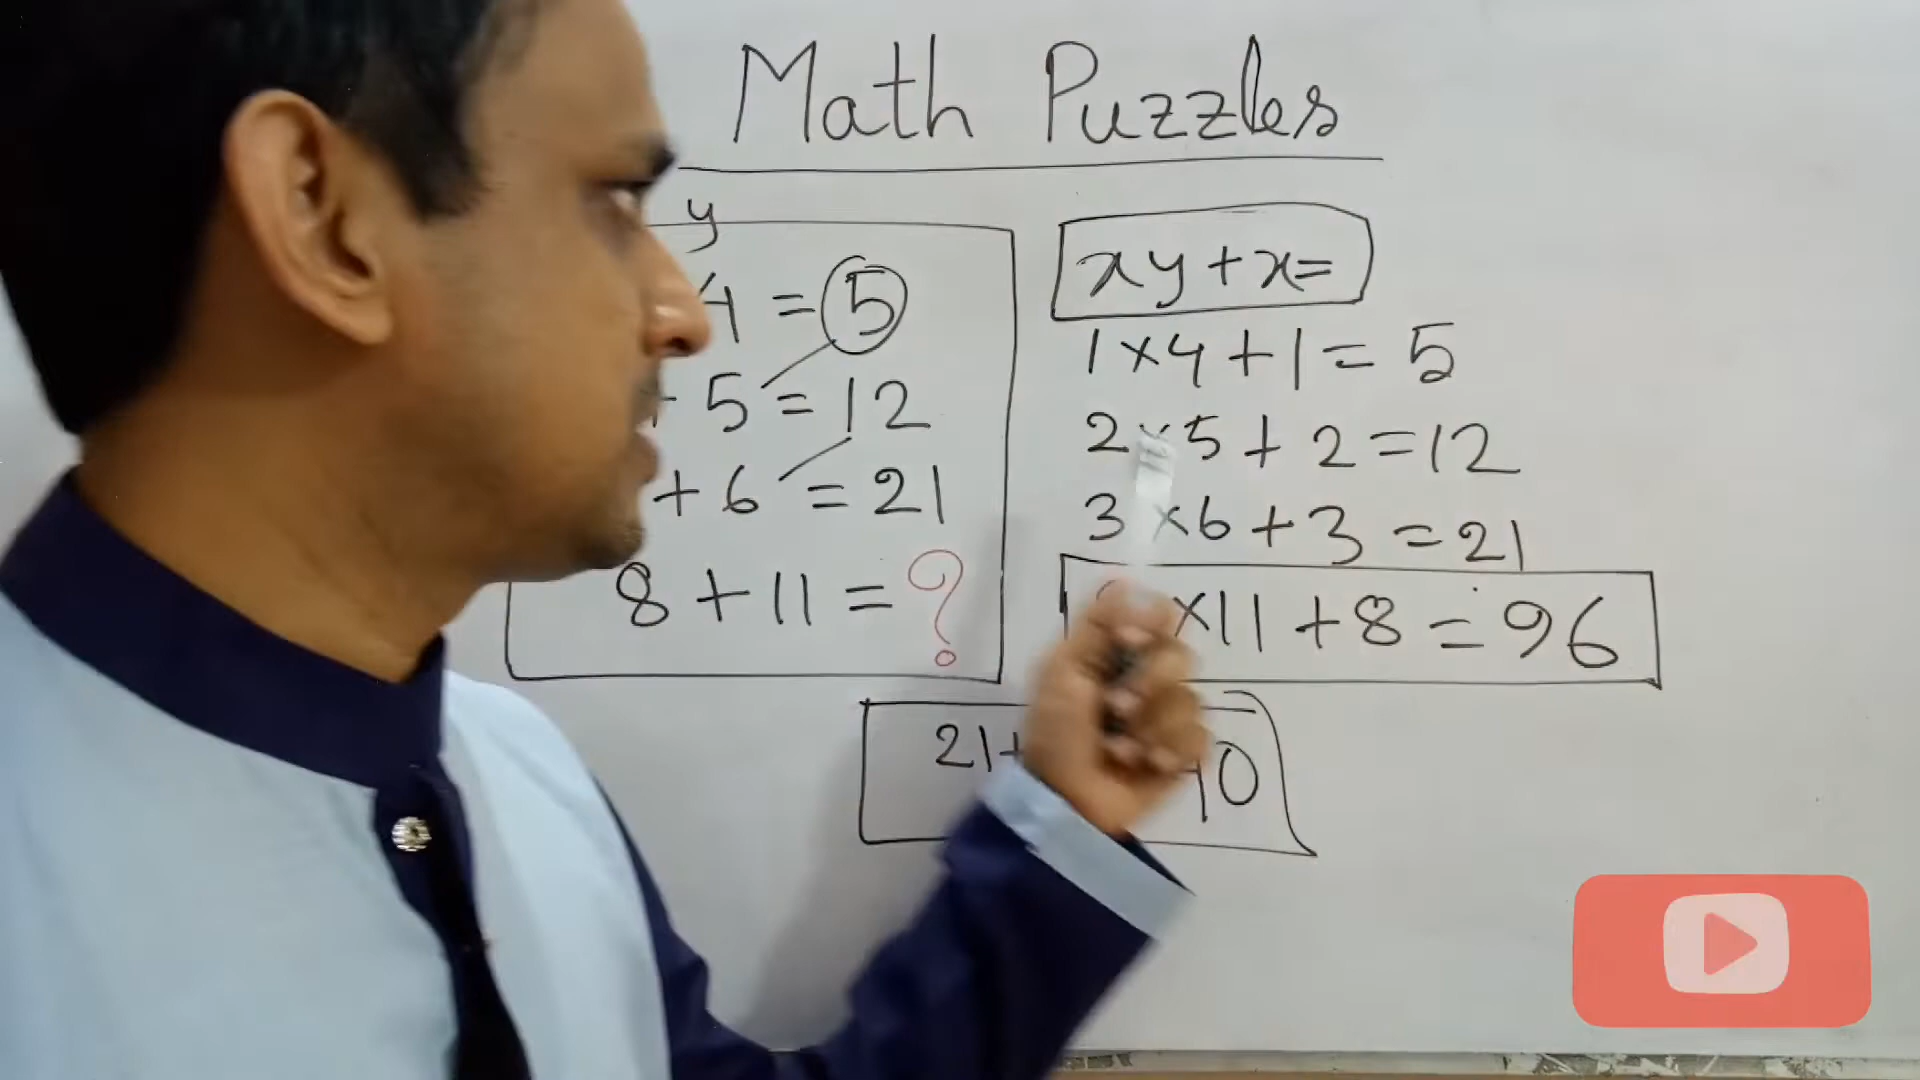 Math Puzzles
y
4 = 5
+ 5 = 12
+ 6 = 21
8 + 11 = ?
xy + x =
1 x 4 + 1 = 5
2 x 5 + 2 = 12
3 x 6 + 3 = 21
x 11 + 8 = 96
21+ 40